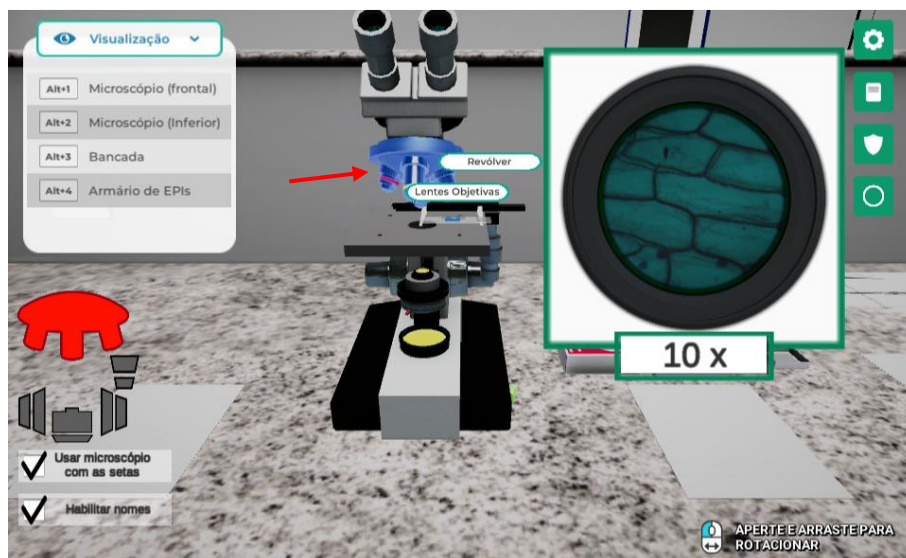 Visualização
Alt+1 Microscópio (frontal)
Alt+2 Microscópio (Inferior)
Alt+3 Bancada
Alt+4 Armário de EPIs
Revólver
Lentes Objetivas
10 x
Usar microscópio
com as setas
Habilitar nomes
APERTE E ARRASTE PARA
ROTACIONAR